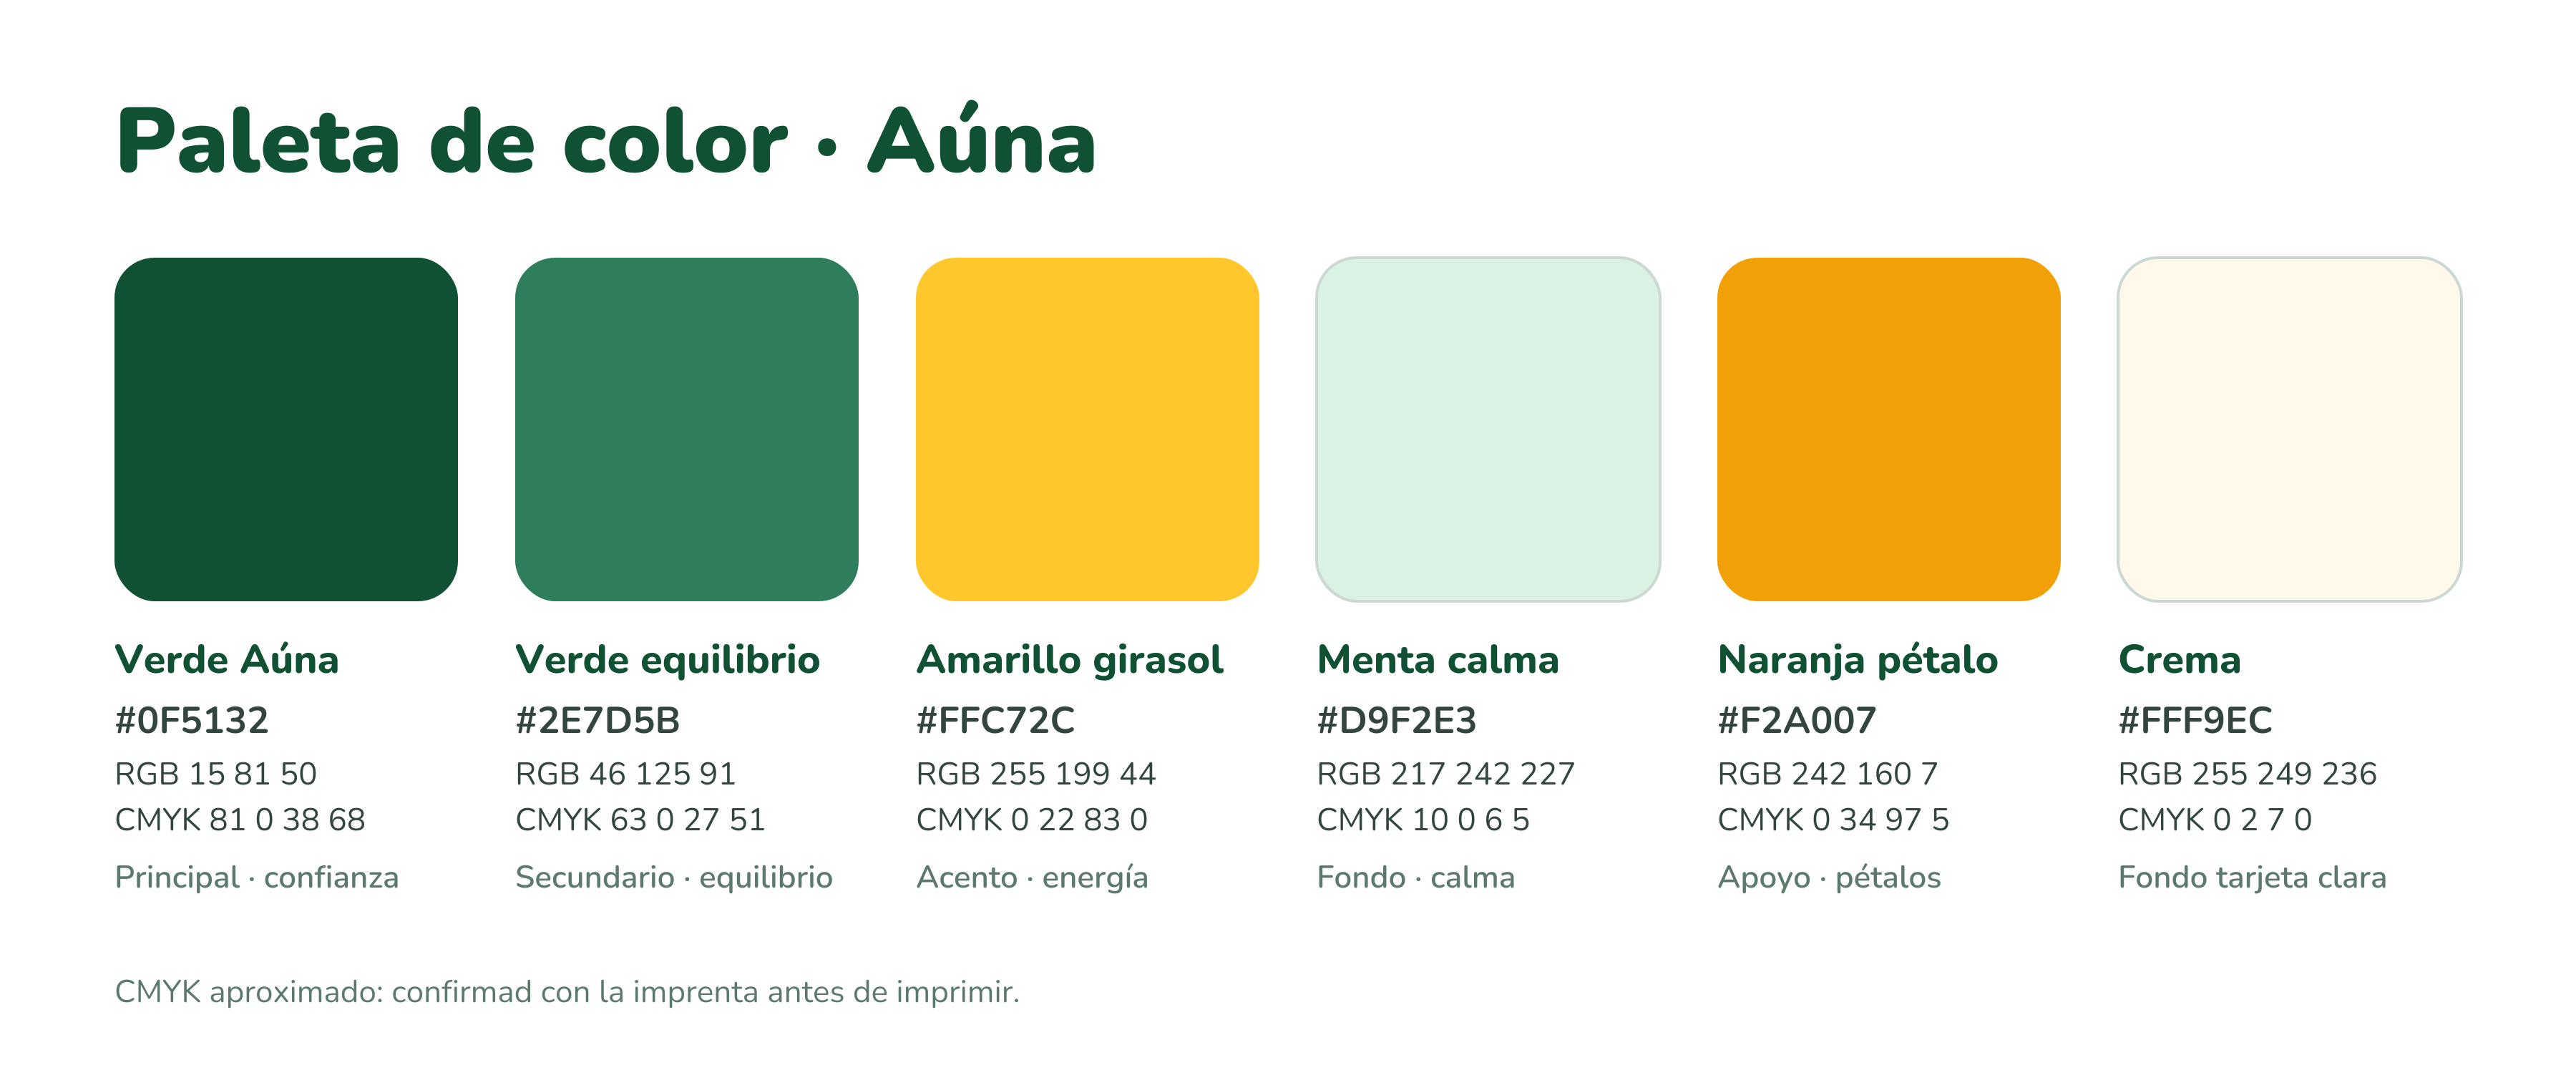 Paleta de color · Aúna
Verde Aúna
#0F5132
RGB 15 81 50
CMYK 81 0 38 68
Principal · confianza
Verde equilibrio
#2E7D5B
RGB 46 125 91
CMYK 63 0 27 51
Secundario · equilibrio
Amarillo girasol
#FFC72C
RGB 255 199 44
CMYK 0 22 83 0
Acento · energía
Menta calma
#D9F2E3
RGB 217 242 227
CMYK 10 0 6 5
Fondo · calma
Naranja pétalo
#F2A007
RGB 242 160 7
CMYK 0 34 97 5
Apoyo · pétalos
Crema
#FFF9EC
RGB 255 249 236
CMYK 0 2 7 0
Fondo tarjeta clara
CMYK aproximado: confirmad con la imprenta antes de imprimir.